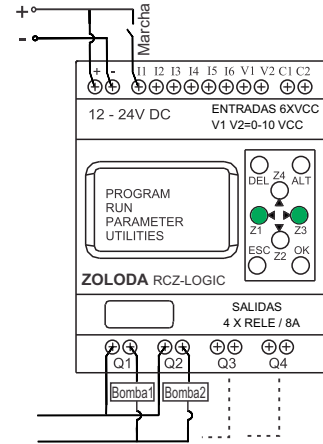 +
-
Marcha
+ - I1 I2 I3 I4 I5 I6 V1 V2 C1 C2
12 - 24V DC
ENTRADAS 6XVCC
V1 V2=0-10 VCC
PROGRAM
RUN
PARAMETER
UTILITIES
DEL Z4 ALT
Z1 Z3
ESC Z2 OK
ZOLODA RCZ-LOGIC
SALIDAS
4 X RELE / 8A
Q1 Q2 Q3 Q4
Bomba1 Bomba2